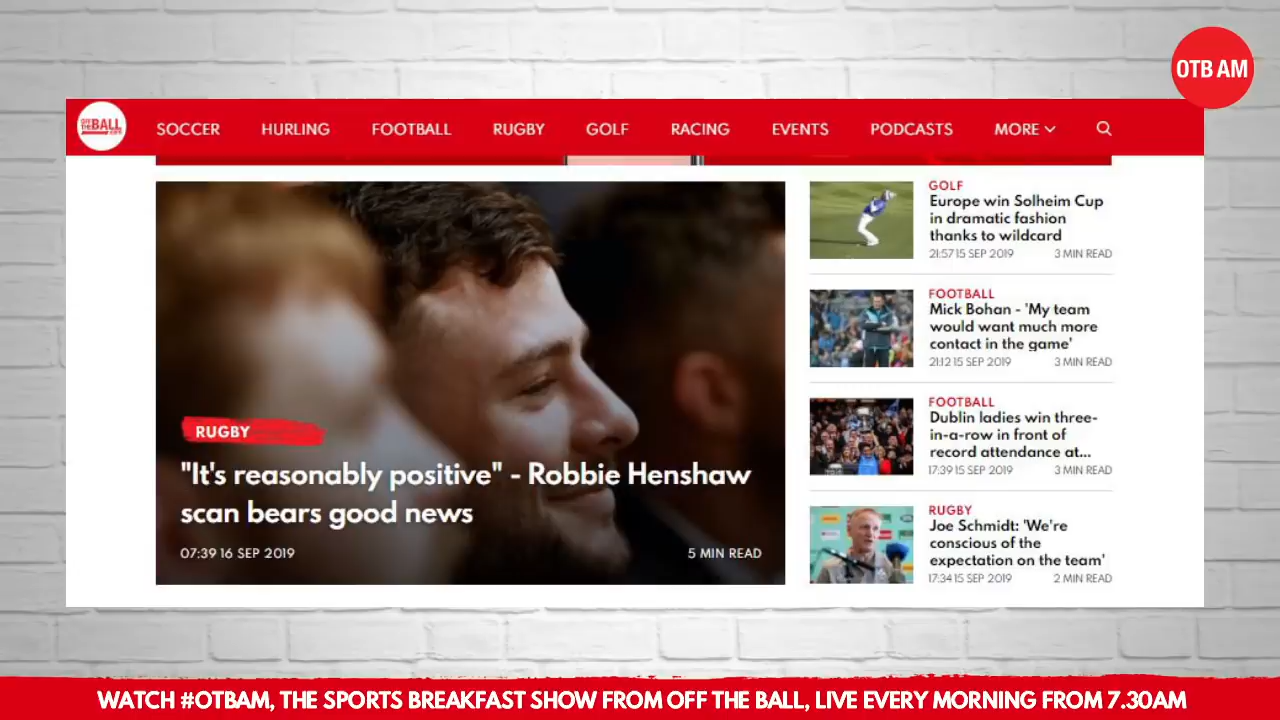 OTB AM
OFF THE BALL.COM
SOCCER HURLING FOOTBALL RUGBY GOLF RACING EVENTS PODCASTS MORE
RUGBY
"It's reasonably positive" - Robbie Henshaw
scan bears good news
07:39 16 SEP 2019 5 MIN READ
GOLF
Europe win Solheim Cup
in dramatic fashion
thanks to wildcard
21:57 15 SEP 2019 3 MIN READ
FOOTBALL
Mick Bohan - 'My team
would want much more
contact in the game'
21:12 15 SEP 2019 3 MIN READ
FOOTBALL
Dublin ladies win three-
in-a-row in front of
record attendance at...
17:39 15 SEP 2019 3 MIN READ
RUGBY
Joe Schmidt: 'We're
conscious of the
expectation on the team'
17:34 15 SEP 2019 2 MIN READ
WATCH #OTBAM, THE SPORTS BREAKFAST SHOW FROM OFF THE BALL, LIVE EVERY MORNING FROM 7.30AM